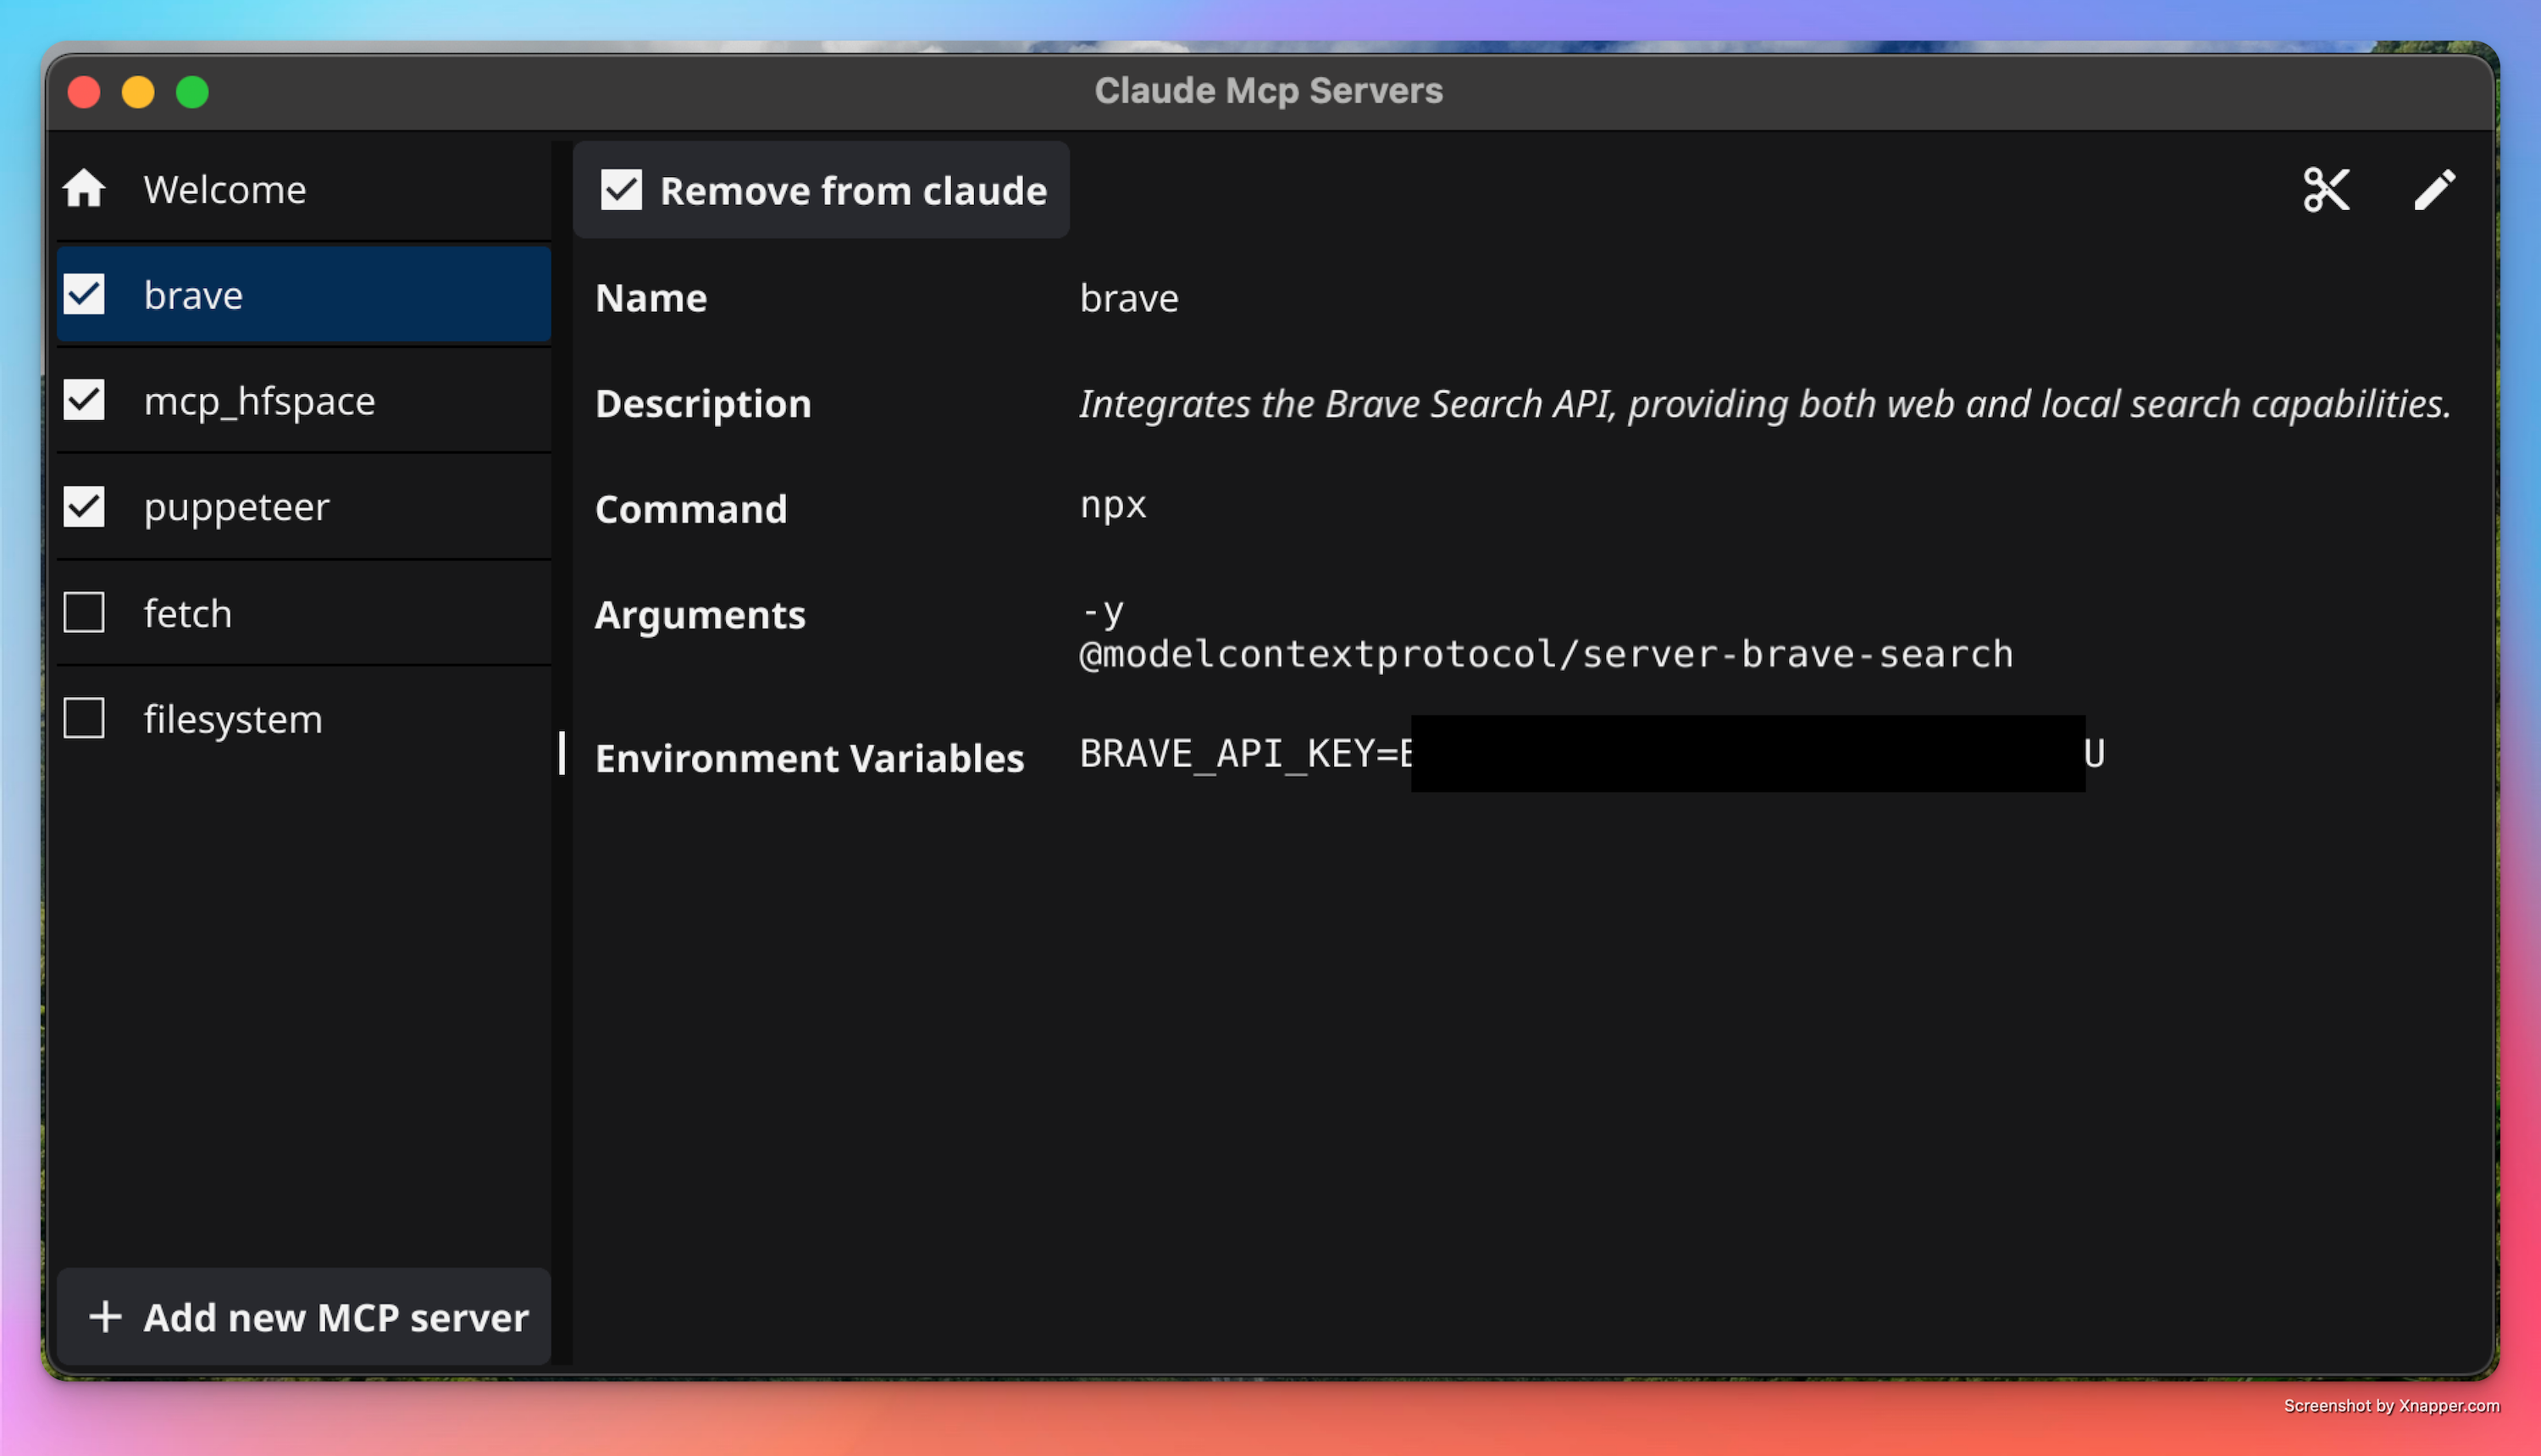 Claude Mcp Servers
Welcome
brave
mcp_hfspace
puppeteer
fetch
filesystem
Add new MCP server
Remove from claude
Name
brave
Description
Integrates the Brave Search API, providing both web and local search capabilities.
Command
npx
Arguments
-y
@modelcontextprotocol/server-brave-search
Environment Variables
BRAVE_API_KEY= U
Screenshot by Xnapper.com